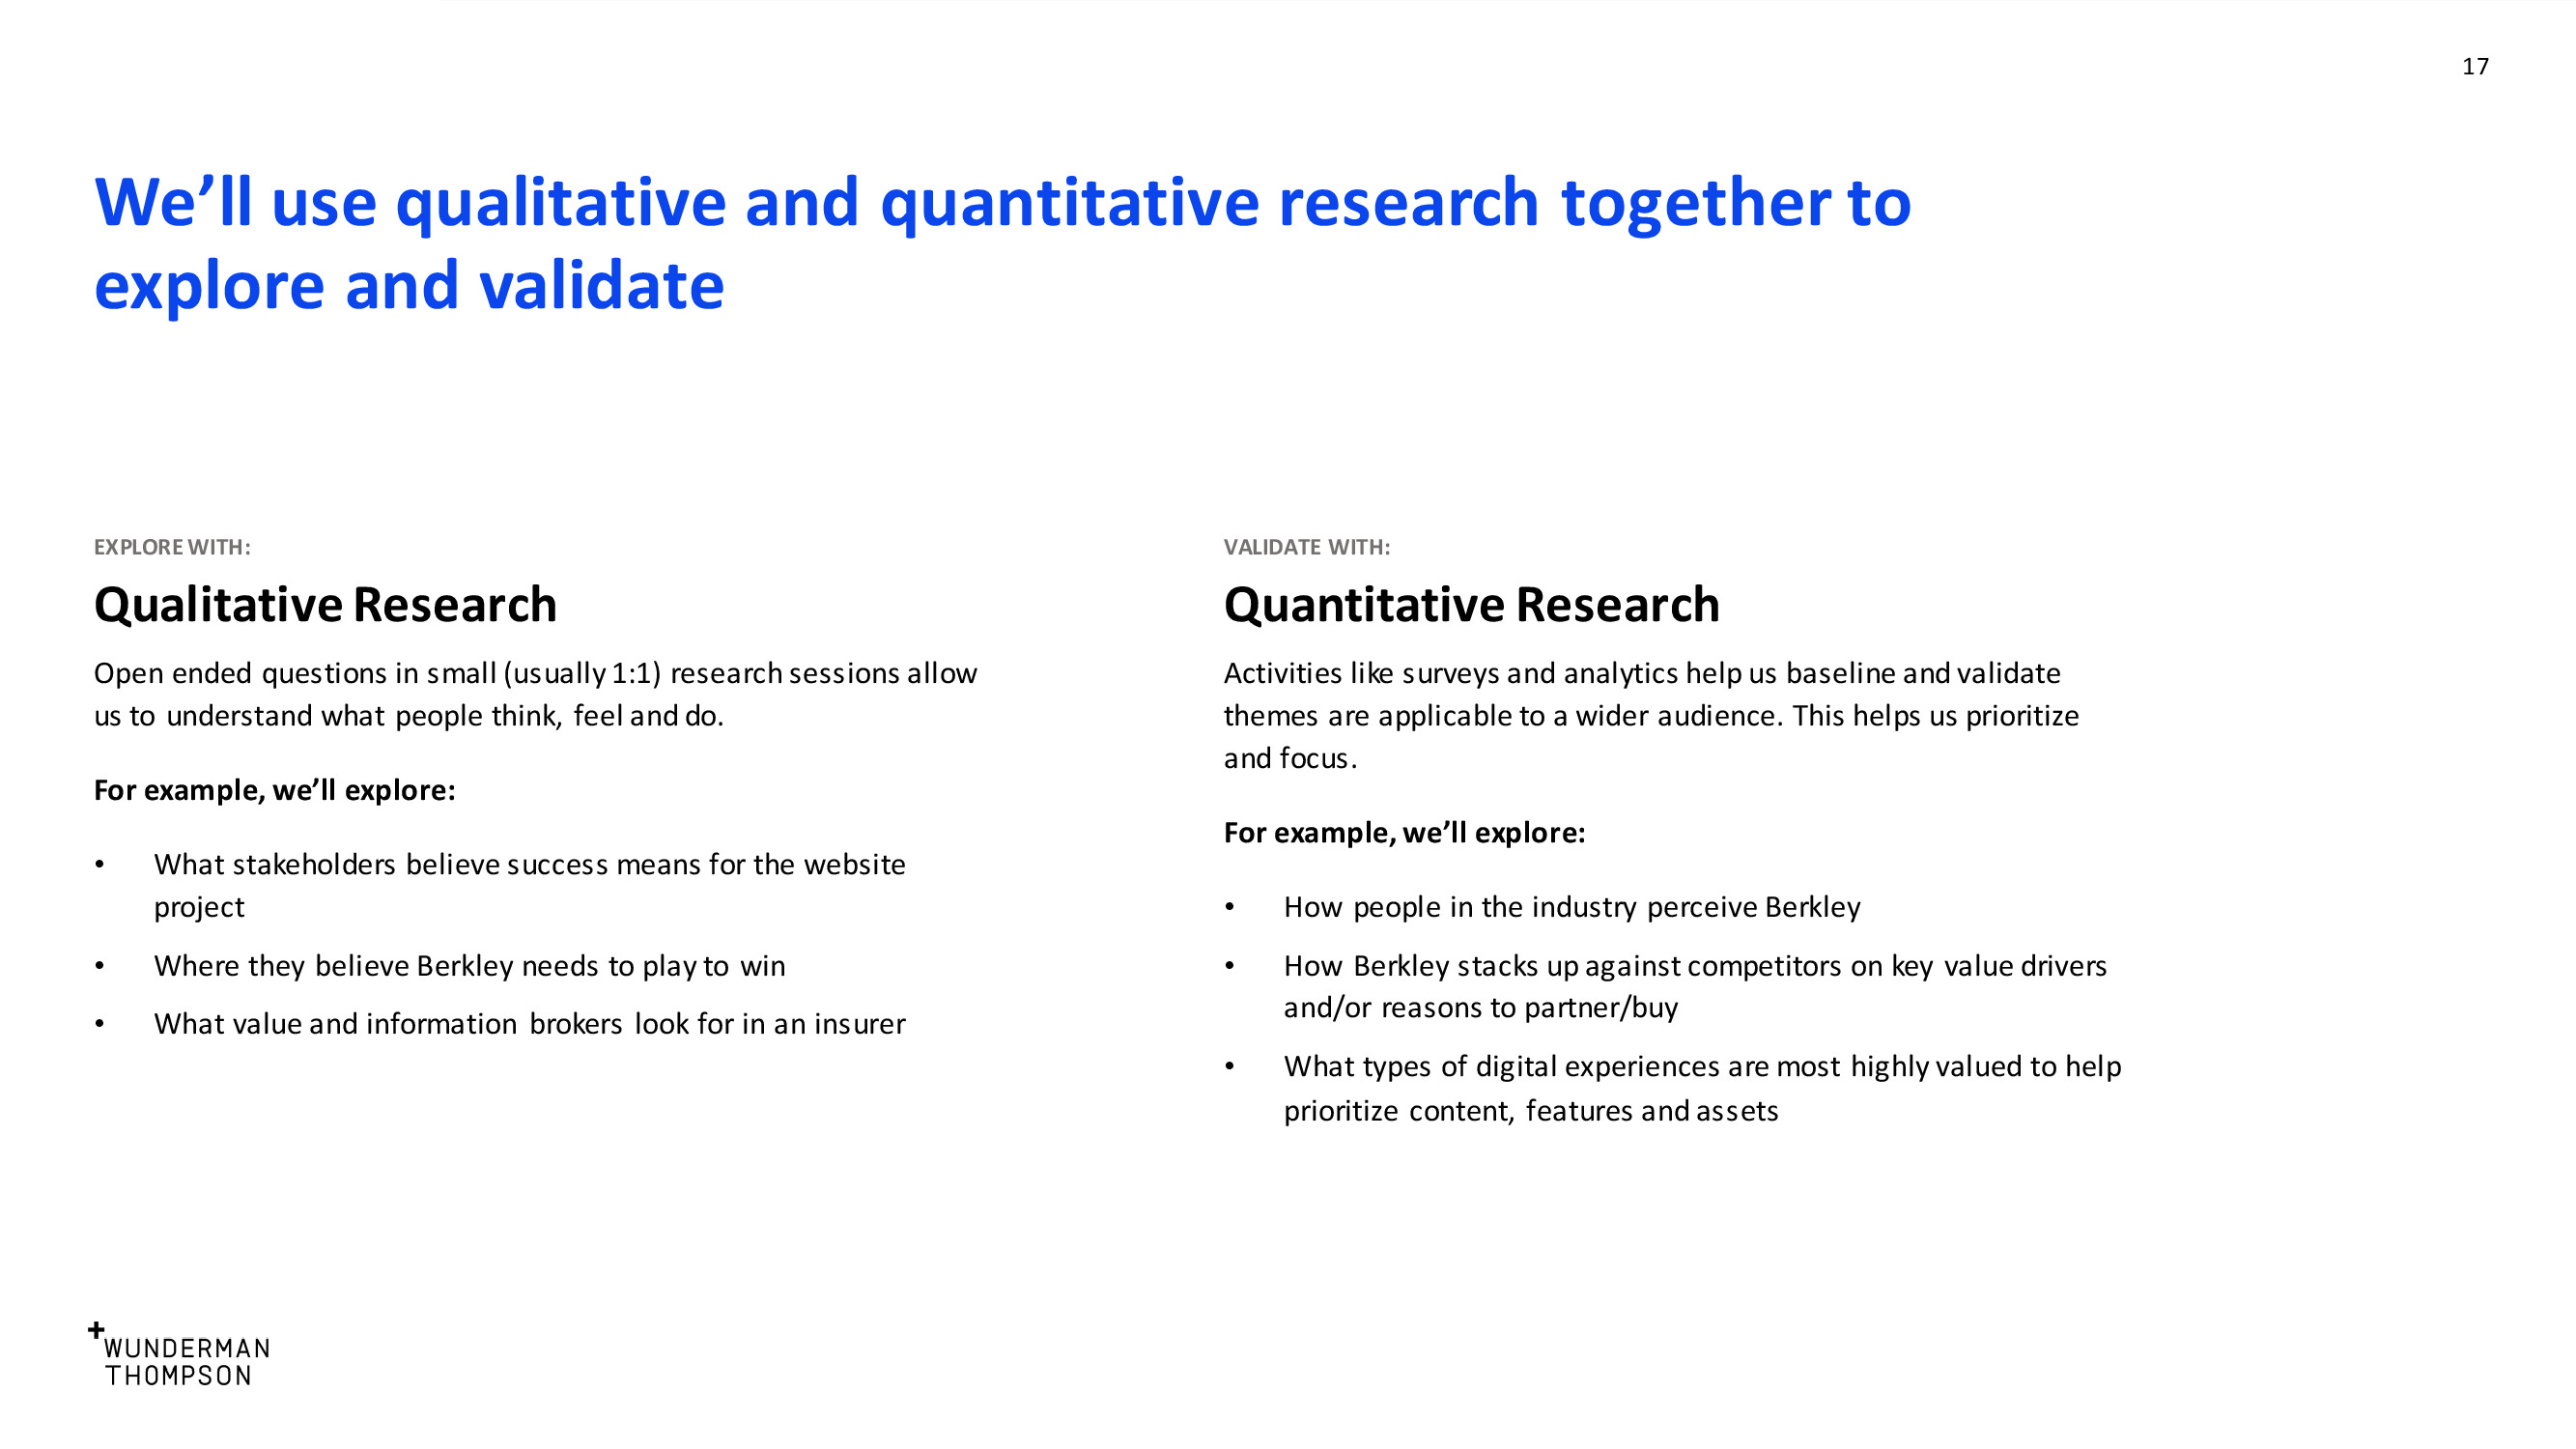 17
We’ll use qualitative and quantitative research together to
explore and validate
EXPLORE WITH:
Qualitative Research
Open ended questions in small (usually 1:1) research sessions allow
us to understand what people think, feel and do.
For example, we’ll explore:
• What stakeholders believe success means for the website
project
• Where they believe Berkley needs to play to win
• What value and information brokers look for in an insurer
VALIDATE WITH:
Quantitative Research
Activities like surveys and analytics help us baseline and validate
themes are applicable to a wider audience. This helps us prioritize
and focus.
For example, we’ll explore:
• How people in the industry perceive Berkley
• How Berkley stacks up against competitors on key value drivers
and/or reasons to partner/buy
• What types of digital experiences are most highly valued to help
prioritize content, features and assets
+
WUNDERMAN
THOMPSON